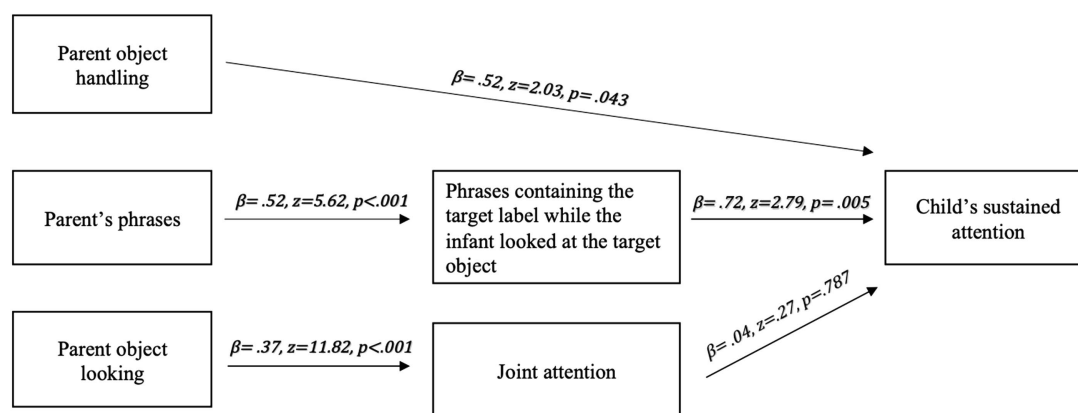 Parent object
handling
β= .52, z=2.03, p= .043
Parent's phrases
β= .52, z=5.62, p<.001
Phrases containing the
target label while the
infant looked at the target
object
β= .72, z=2.79, p= .005
Child's sustained
attention
Parent object
looking
β= .37, z=11.82, p<.001
Joint attention
β= .04, z=.27, p=.787